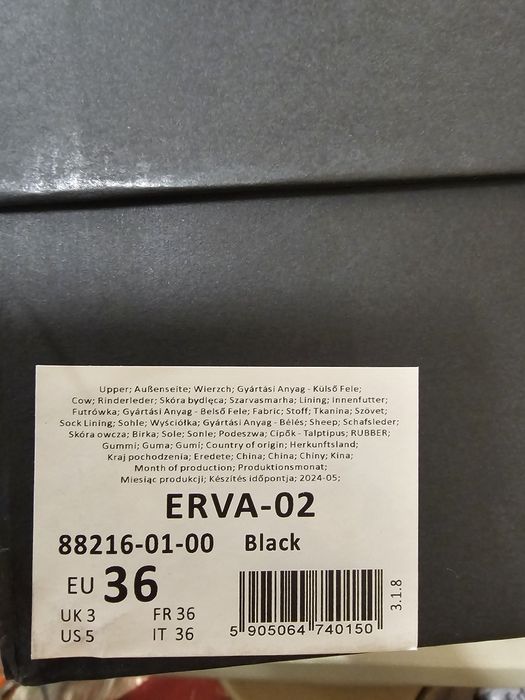 Upper; Außenseite; Wierzch; Gyártási Anyag - Külső Fele;
Cow; Rinderleder; Skóra bydlęca; Szarvasmarha; Lining; Innenfutter;
Futrówka; Gyártási Anyag - Belső Fele; Fabric; Stoff; Tkanina; Szövet;
Sock Lining; Sohle; Wyściółka; Gyártási Anyag - Bélés; Sheep; Schafsleder;
Skóra owcza; Birka; Sole; Sonle; Podeszwa; Cipők - Talptipus; RUBBER;
Gummi; Guma; Gumi; Country of origin; Herkunftsland;
Kraj pochodzenia; Eredete; China; China; Chiny; Kina;
Month of production; Produktionsmonat;
Miesiąc produkcji; Készítés időpontja; 2024-05;
ERVA-02
88216-01-00 Black
EU 36
UK 3 FR 36
US 5 IT 36
5 905064 740150
3.1.8